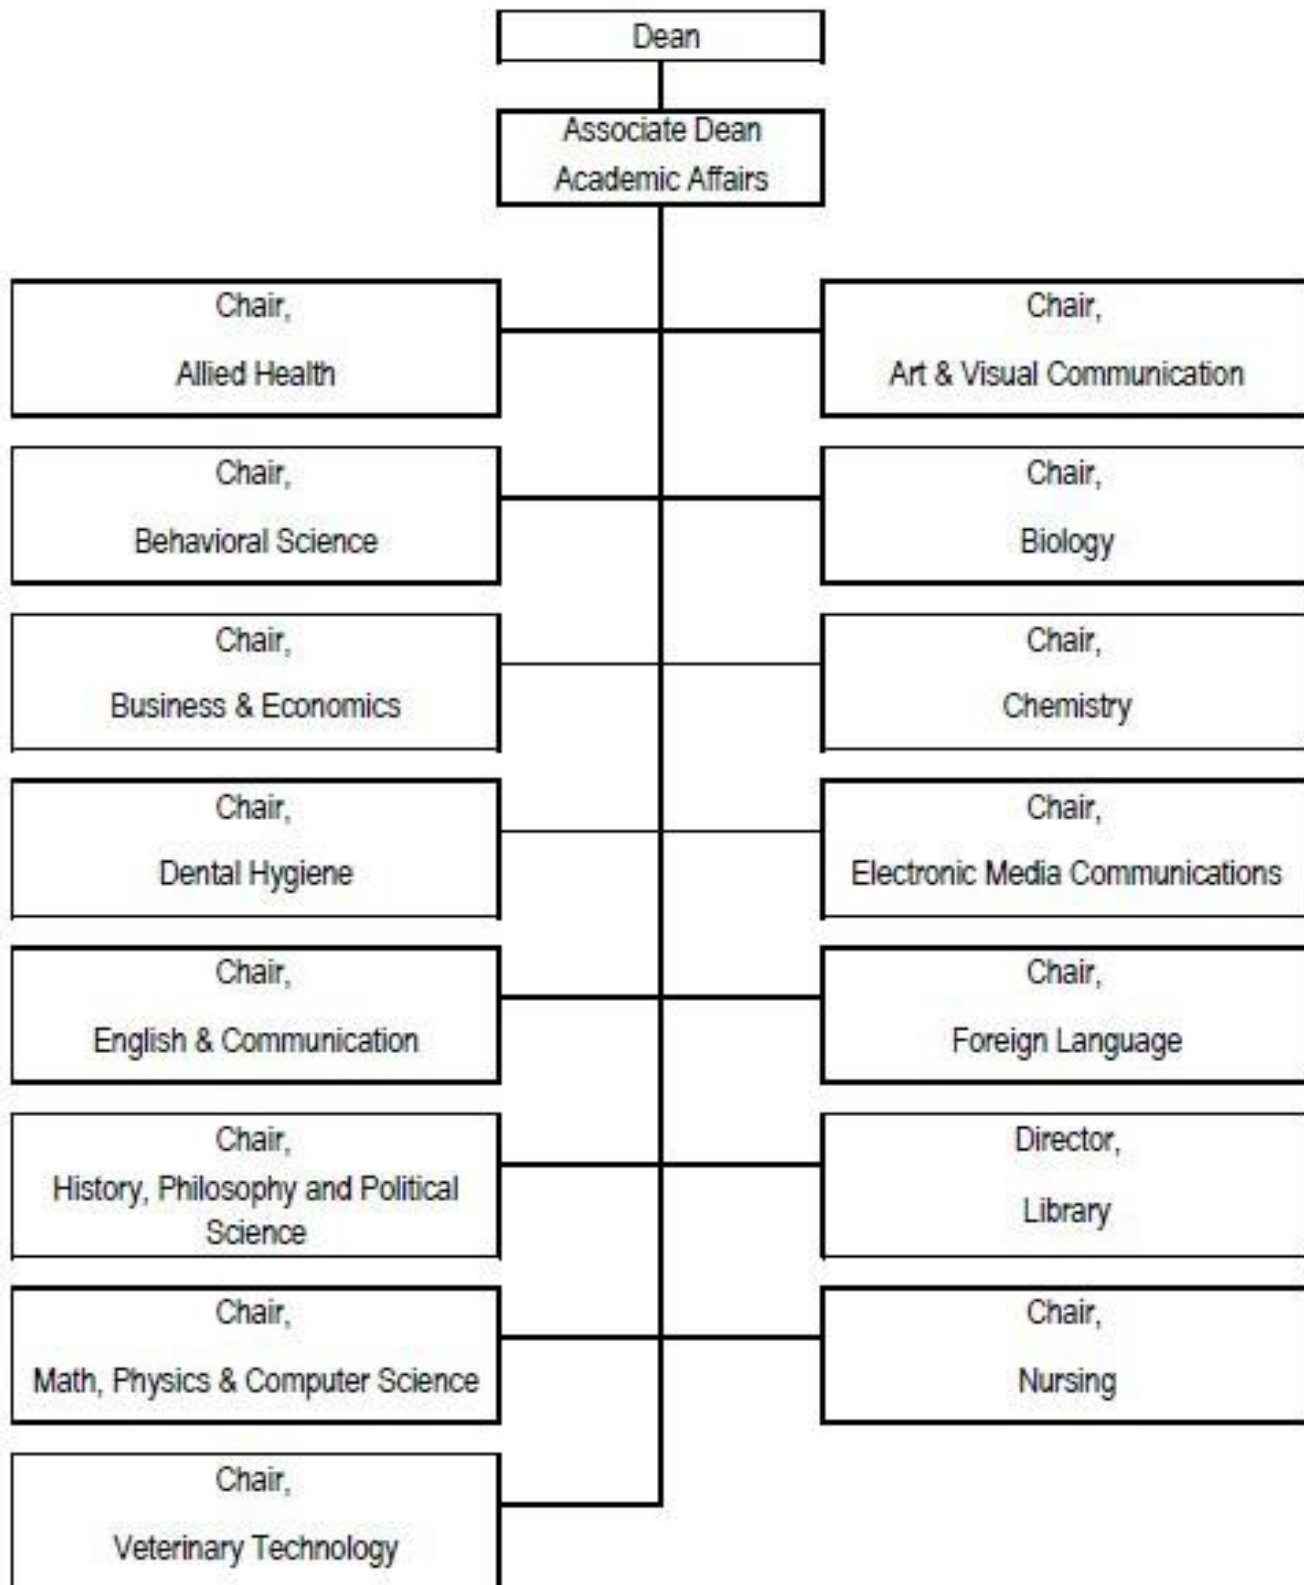 Dean
Associate Dean
Academic Affairs
Chair,
Allied Health
Chair,
Art & Visual Communication
Chair,
Behavioral Science
Chair,
Biology
Chair,
Business & Economics
Chair,
Chemistry
Chair,
Dental Hygiene
Chair,
Electronic Media Communications
Chair,
English & Communication
Chair,
Foreign Language
Chair,
History, Philosophy and Political
Science
Director,
Library
Chair,
Math, Physics & Computer Science
Chair,
Nursing
Chair,
Veterinary Technology